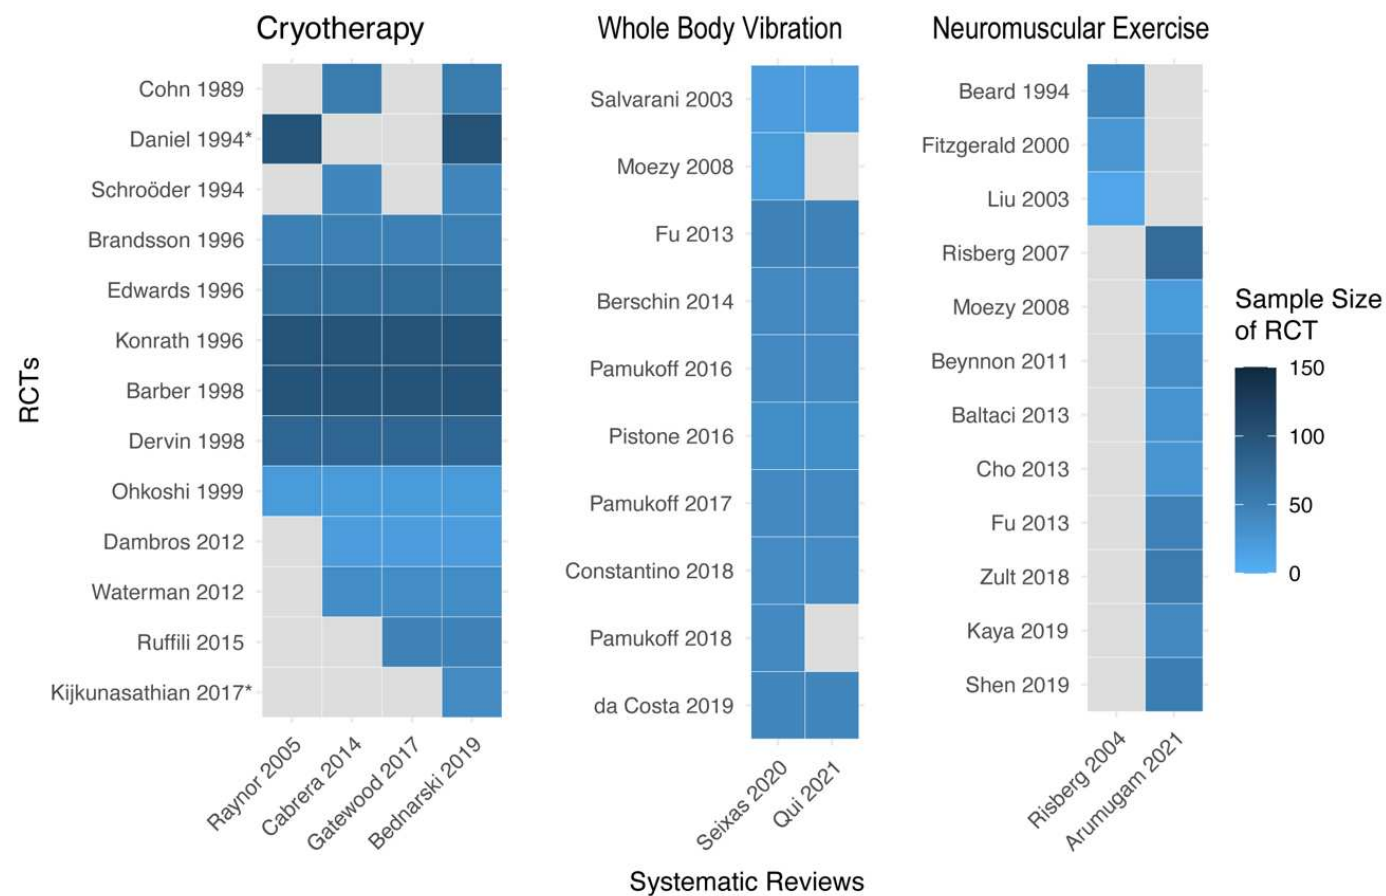 Cryotherapy
Whole Body Vibration
Neuromuscular Exercise
RCTs
Cohn 1989
Daniel 1994*
Schroöder 1994
Brandsson 1996
Edwards 1996
Konrath 1996
Barber 1998
Dervin 1998
Ohkoshi 1999
Dambros 2012
Waterman 2012
Ruffili 2015
Kijkunasathian 2017*
Raynor 2005
Cabrera 2014
Gatewood 2017
Bednarski 2019
Salvarani 2003
Moezy 2008
Fu 2013
Berschin 2014
Pamukoff 2016
Pistone 2016
Pamukoff 2017
Constantino 2018
Pamukoff 2018
da Costa 2019
Seixas 2020
Qui 2021
Beard 1994
Fitzgerald 2000
Liu 2003
Risberg 2007
Moezy 2008
Beynnon 2011
Baltaci 2013
Cho 2013
Fu 2013
Zult 2018
Kaya 2019
Shen 2019
Risberg 2004
Arumugam 2021
Sample Size
of RCT
150
100
50
0
Systematic Reviews